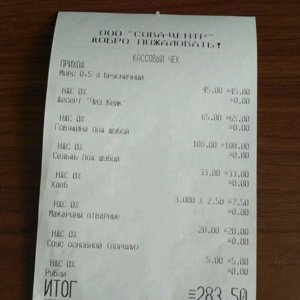 ООО "СОВА-ЦЕНТР"
ДОБРО ПОЖАЛОВАТЬ!
КАССОВЫЙ ЧЕК
ПРИХОД
Морс 0,5 л Брусничный
45.00 =45.00
НДС 0% =0.00
Десерт "Чиз Кейк"
65.00 =65.00
НДС 0% =0.00
Говядина под шубой
108.00 =108.00
НДС 0% =0.00
Сельдь под шубой
33.00 =33.00
НДС 0% =0.00
Хлеб
3.000 X 2.50 =7.50
НДС 0% =0.00
Макароны отварные
20.00 =20.00
НДС 0% =0.00
Соус основной (порции)
5.00 =5.00
НДС 0% =0.00
Рубли
ИТОГ =283.50